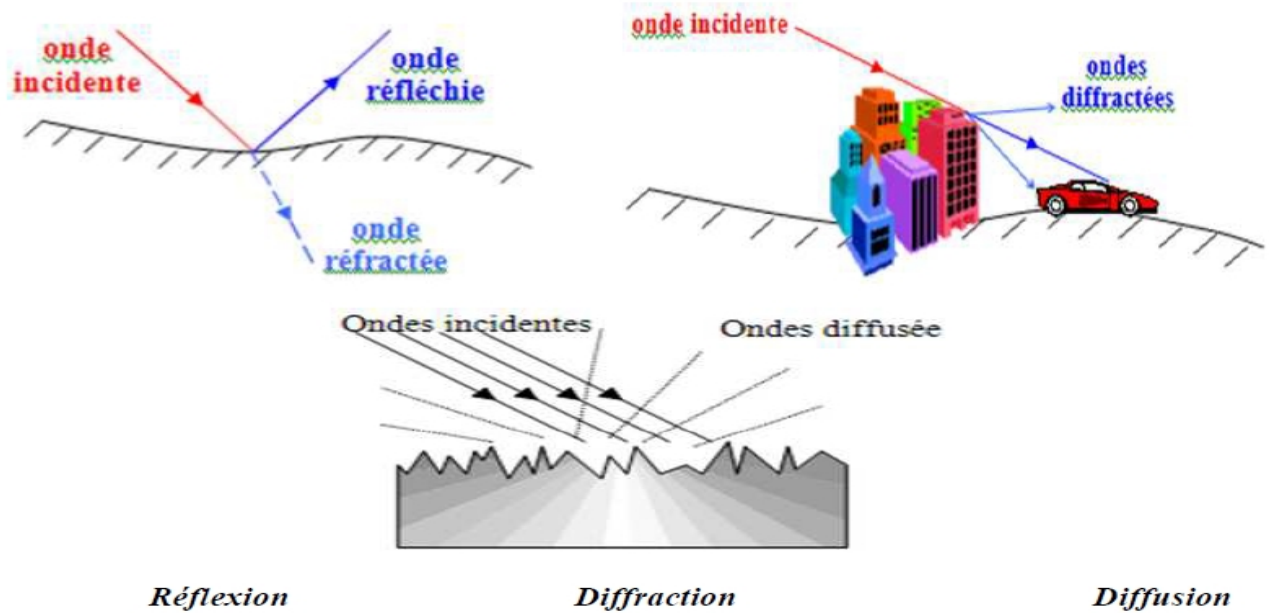 onde
incidente
onde
réfléchie
onde
réfractée
onde incidente
ondes
diffractées
Ondes incidentes
Ondes diffusée
Réflexion
Diffraction
Diffusion